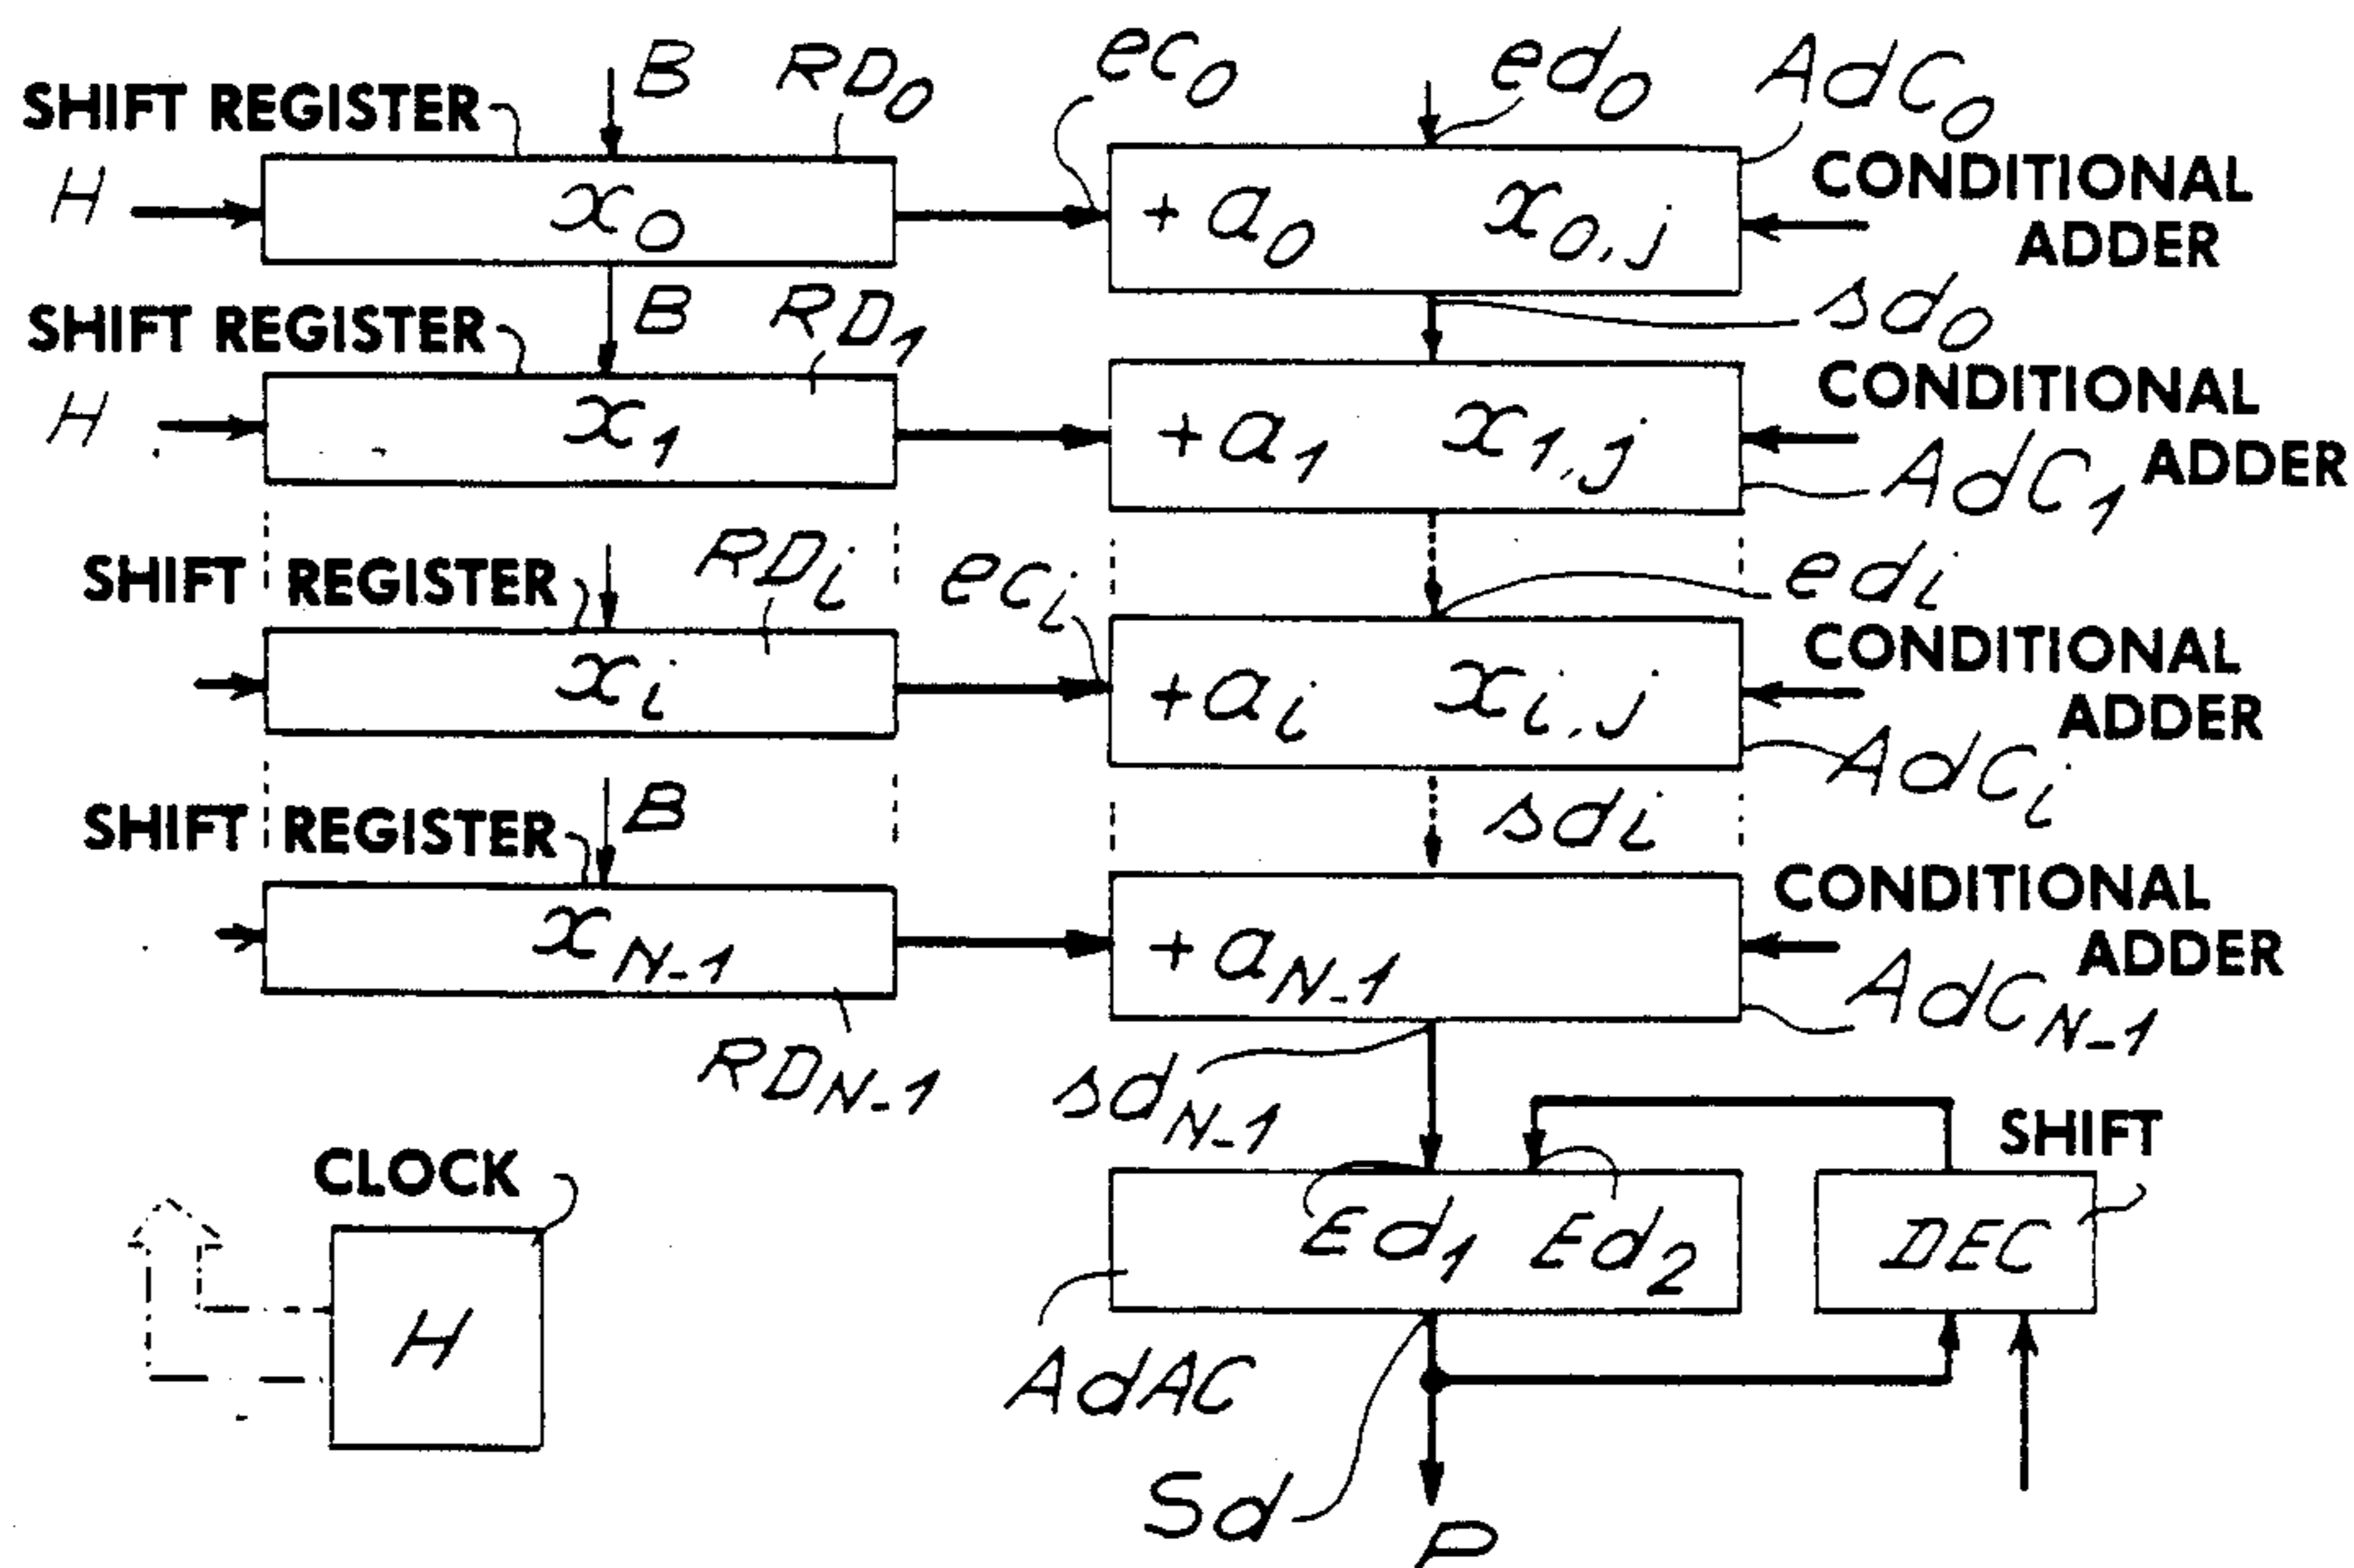 B RD0 ec0 ed0 AdC0
SHIFT REGISTER
H x0 +a0 x0,j CONDITIONAL
ADDER
B RD1 sd0
SHIFT REGISTER
H x1 +a1 x1,j CONDITIONAL
ADDER
AdC1
RDi eci edi
SHIFT REGISTER
xi +ai xi,j CONDITIONAL
ADDER
AdCi
B sdi
SHIFT REGISTER
xN-1 +aN-1 CONDITIONAL
ADDER
AdCN-1
RDN-1 sdN-1
CLOCK SHIFT
H Ed1 Ed2 DEC
AdAC
Sd
P